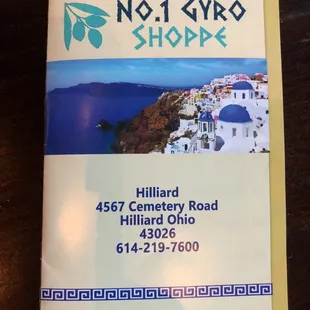 NO.1 GYRO
SHOPPE
Hilliard
4567 Cemetery Road
Hilliard Ohio
43026
614-219-7600